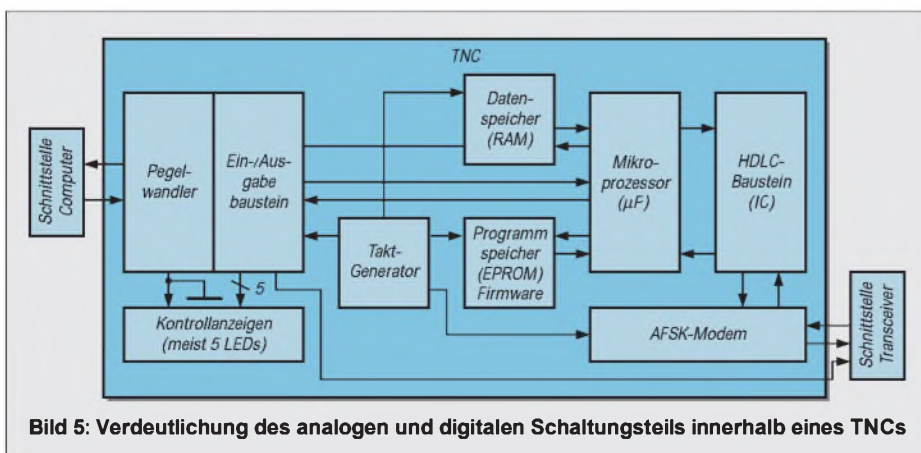 TNC
Schnittstelle
Computer
Pegel-
wandler
Ein-/Aus-
gabe
baustein
Daten-
speicher
(RAM)
Mikro-
prozessor
(µF)
HDLC-
Baustein
(IC)
Takt-
Generator
Programm
speicher
(EPROM)
Firmware
5
Kontrollanzeigen
(meist 5 LEDs)
AFSK-Modem
Schnittstelle
Transceiver
Bild 5: Verdeutlichung des analogen und digitalen Schaltungsteils innerhalb eines TNCs